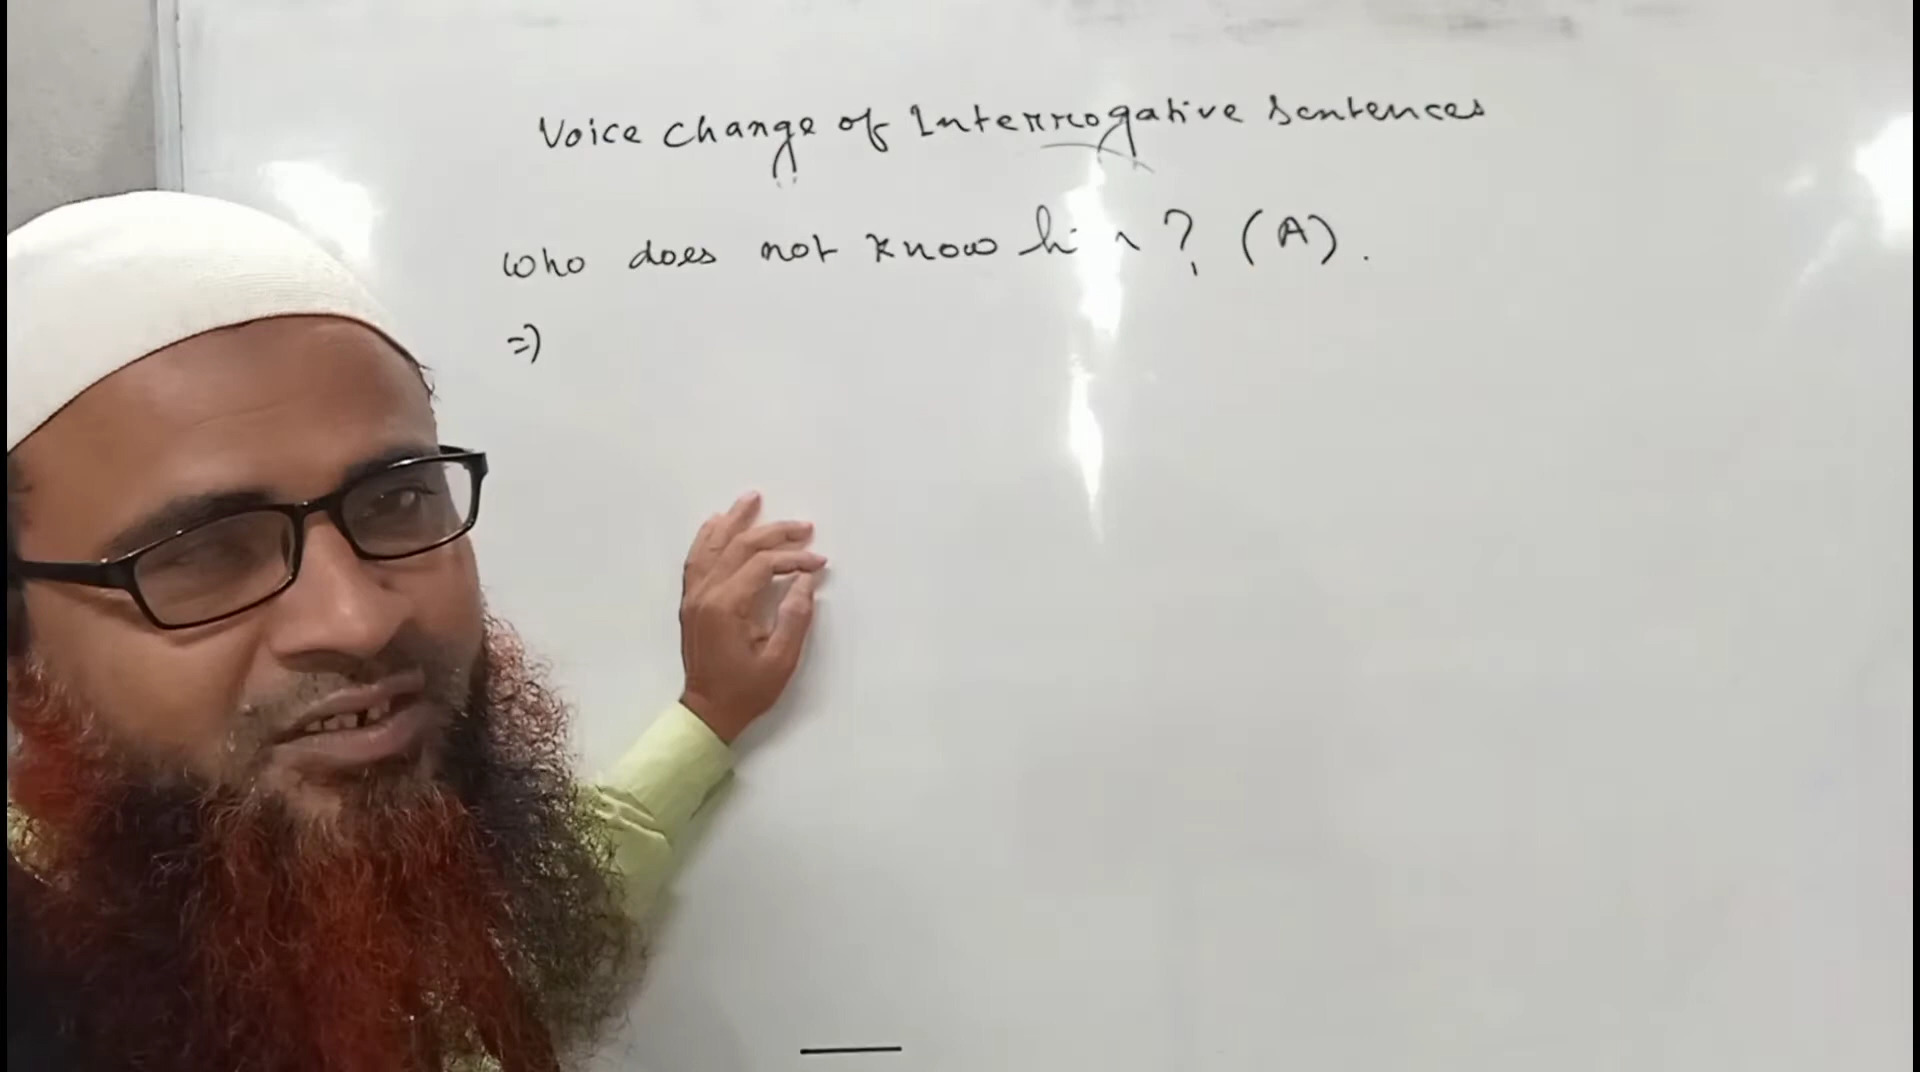 Voice change of Interrogative Sentences
Who does not know him? (A).
=>